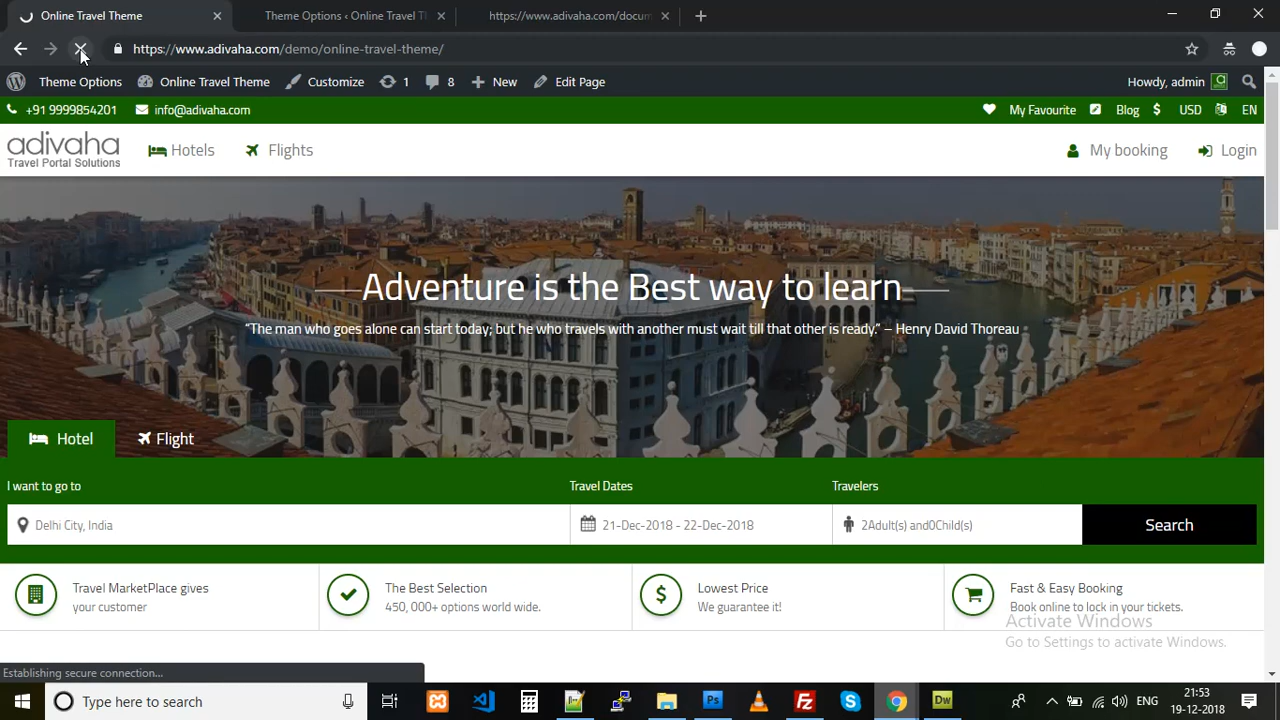 Online Travel Theme
Theme Options ‹ Online Travel T
https://www.adivaha.com/docum
https://www.adivaha.com/demo/online-travel-theme/
Theme Options
Online Travel Theme
Customize
1
8
New
Edit Page
Howdy, admin
+91 9999854201
info@adivaha.com
My Favourite
Blog
$ USD
EN
adivaha
Travel Portal Solutions
Hotels
Flights
My booking
Login
Adventure is the Best way to learn
“The man who goes alone can start today; but he who travels with another must wait till that other is ready.” – Henry David Thoreau
Hotel
Flight
I want to go to
Travel Dates
Travelers
Delhi City, India
21-Dec-2018 - 22-Dec-2018
2Adult(s) and0Child(s)
Search
Travel MarketPlace gives
your customer
The Best Selection
450, 000+ options world wide.
$
Lowest Price
We guarantee it!
Fast & Easy Booking
Book online to lock in your tickets.
Activate Windows
Go to Settings to activate Windows.
Establishing secure connection...
Type here to search
Ps
Fz
Dw
ENG
21:53
19-12-2018